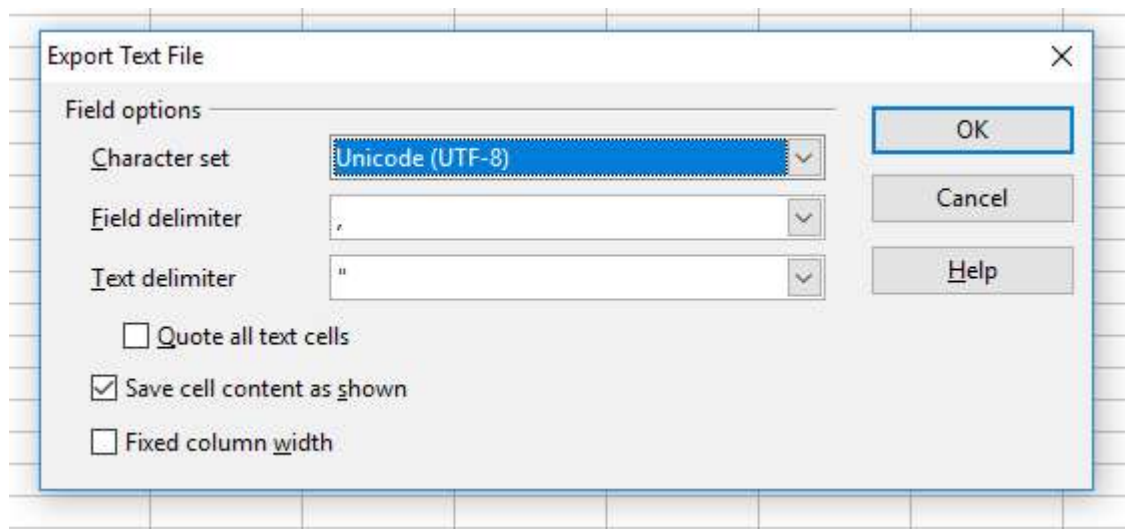 Export Text File
Field options
OK
Character set Unicode (UTF-8)
Cancel
Field delimiter ,
Help
Text delimiter "
Quote all text cells
Save cell content as shown
Fixed column width